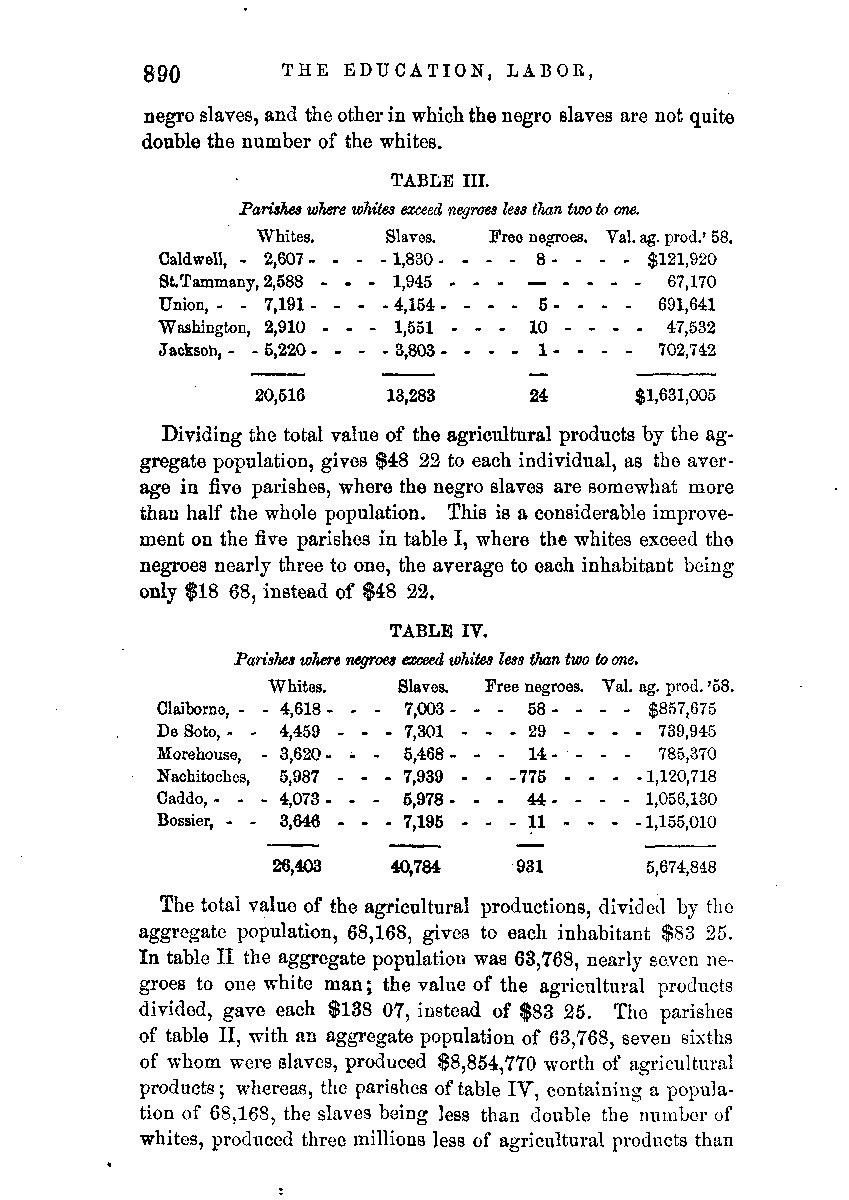 890 THE EDUCATION, LABOR,
negro slaves, and the other in which the negro slaves are not quite
double the number of the whites.
TABLE III.
Parishes where whites exceed negroes less than two to one.
Whites. Slaves. Free negroes. Val. ag. prod.' 58.
Caldwell, - 2,607 - - - - 1,830 - - - - 8 - - - - $121,920
St. Tammany, 2,588 - - - 1,945 - - - — - - - - - 67,170
Union, - - 7,191 - - - - 4,154 - - - - 5 - - - - 691,641
Washington, 2,910 - - - 1,551 - - - 10 - - - - 47,532
Jackson, - - 5,220 - - - - 3,803 - - - - 1 - - - - 702,742
20,516 13,283 24 $1,631,005
Dividing the total value of the agricultural products by the ag-
gregate population, gives $48 22 to each individual, as the aver-
age in five parishes, where the negro slaves are somewhat more
than half the whole population. This is a considerable improve-
ment on the five parishes in table I, where the whites exceed the
negroes nearly three to one, the average to each inhabitant being
only $18 68, instead of $48 22.
TABLE IV.
Parishes where negroes exceed whites less than two to one.
Whites. Slaves. Free negroes. Val. ag. prod. '58.
Claiborne, - - 4,618 - - - 7,003 - - - 58 - - - - $857,675
De Soto, - - 4,459 - - - 7,301 - - - 29 - - - - 739,945
Morehouse, - 3,620 - - - 5,468 - - - 14 - - - - 785,370
Nachitoches, 5,987 - - - 7,939 - - - 775 - - - - 1,120,718
Caddo, - - - 4,073 - - - 5,978 - - - 44 - - - - 1,056,130
Bossier, - - 3,646 - - - 7,195 - - - 11 - - - - 1,155,010
26,403 40,784 931 5,674,848
The total value of the agricultural productions, divided by the
aggregate population, 68,168, gives to each inhabitant $83 25.
In table II the aggregate population was 63,768, nearly seven ne-
groes to one white man; the value of the agricultural products
divided, gave each $138 07, instead of $83 25. The parishes
of table II, with an aggregate population of 63,768, seven sixths
of whom were slaves, produced $8,854,770 worth of agricultural
products; whereas, the parishes of table IV, containing a popula-
tion of 68,168, the slaves being less than double the number of
whites, produced three millions less of agricultural products than